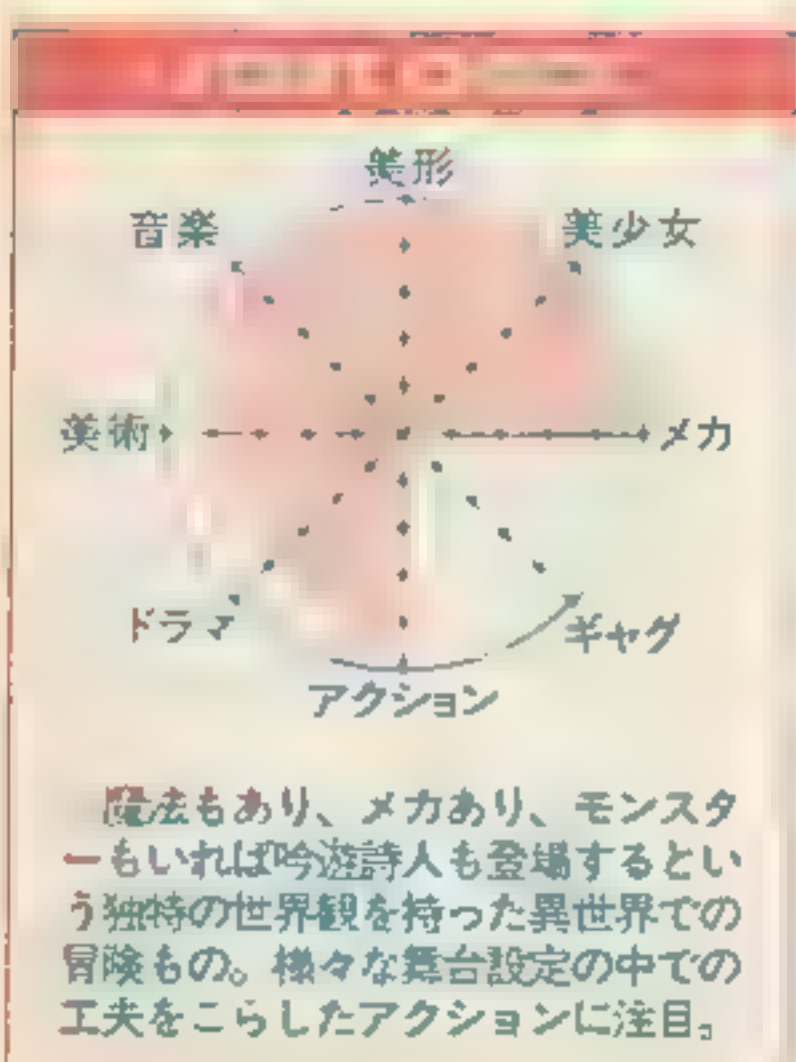 美形
音楽
美少女
美術
メカ
ドラマ
ギャグ
アクション
魔法もあり、メカあり、モンスタ
ーもいれば吟遊詩人も登場するとい
う独特の世界観を持った異世界での
冒険もの。様々な舞台設定の中での
工夫をこらしたアクションに注目。